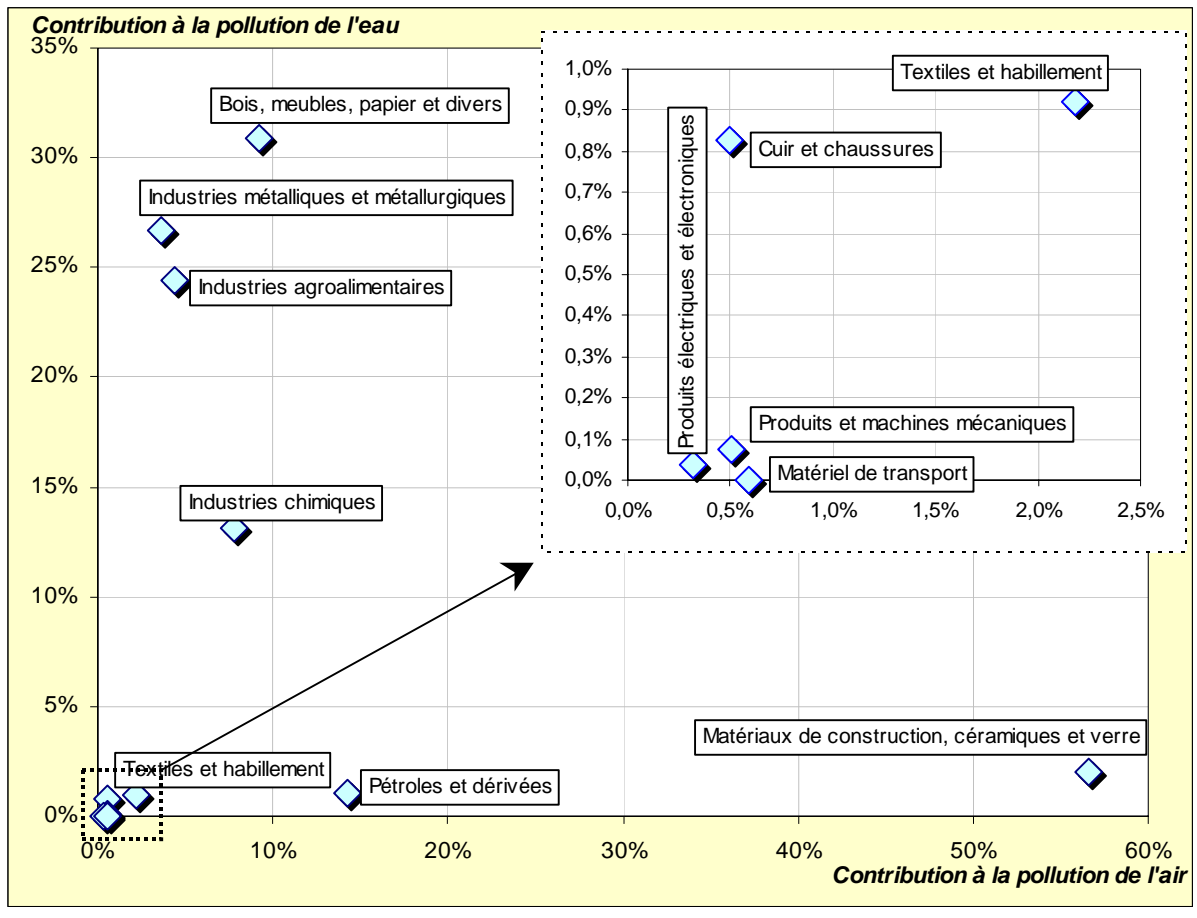 Contribution à la pollution de l'eau
35%
30%
25%
20%
15%
10%
5%
0%
Bois, meubles, papier et divers
Industries métalliques et métallurgiques
Industries agroalimentaires
Industries chimiques
Textiles et habillement
Pétroles et dérivées
Matériaux de construction, céramiques et verre
1,0%
0,9%
0,8%
0,7%
0,6%
0,5%
0,4%
0,3%
0,2%
0,1%
0,0%
Textiles et habillement
Cuir et chaussures
Produits électriques et électroniques
Produits et machines mécaniques
Matériel de transport
0,0% 0,5% 1,0% 1,5% 2,0% 2,5%
0% 10% 20% 30% 40% 50% 60%
Contribution à la pollution de l'air